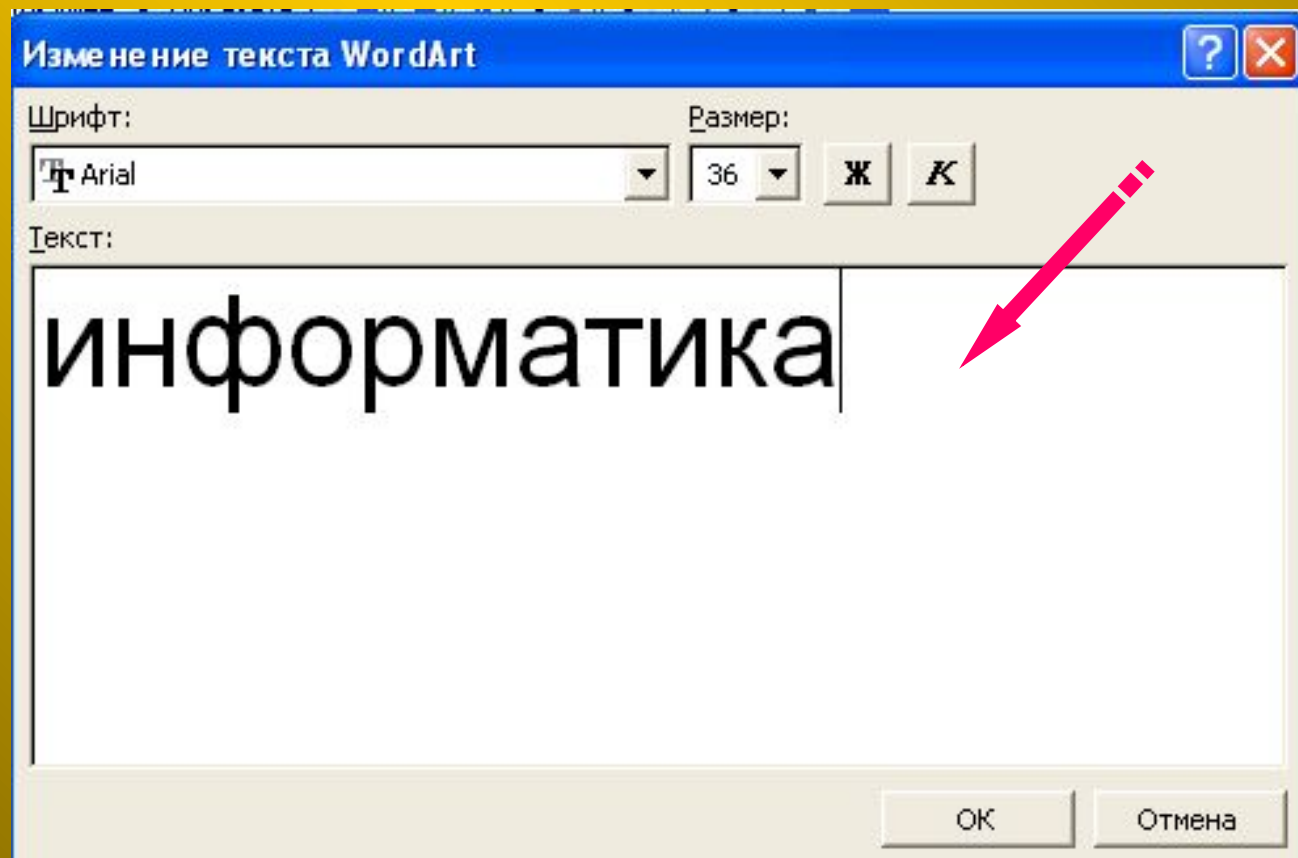 Изменение текста WordArt ?
Шрифт: Размер:
Arial 36 Ж К
Текст:
информатика
ОК Отмена